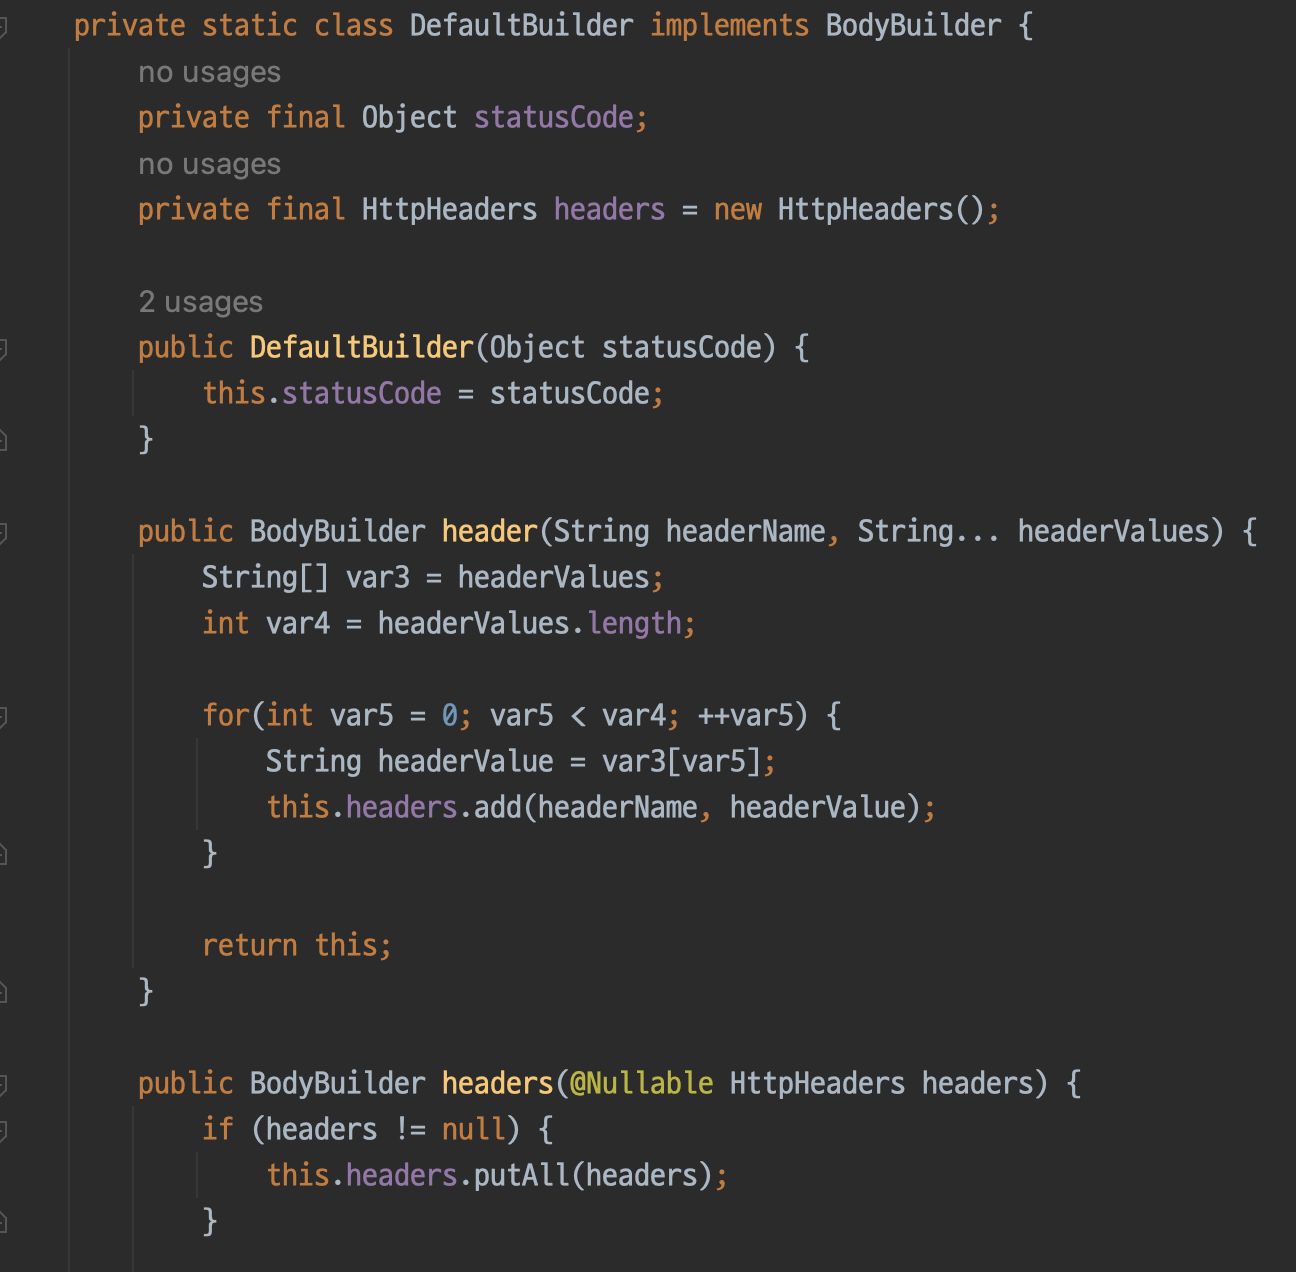 private static class DefaultBuilder implements BodyBuilder {
no usages
private final Object statusCode;
no usages
private final HttpHeaders headers = new HttpHeaders();
2 usages
public DefaultBuilder(Object statusCode) {
this.statusCode = statusCode;
}
public BodyBuilder header(String headerName, String... headerValues) {
String[] var3 = headerValues;
int var4 = headerValues.length;
for(int var5 = 0; var5 < var4; ++var5) {
String headerValue = var3[var5];
this.headers.add(headerName, headerValue);
}
return this;
}
public BodyBuilder headers(@Nullable HttpHeaders headers) {
if (headers != null) {
this.headers.putAll(headers);
}